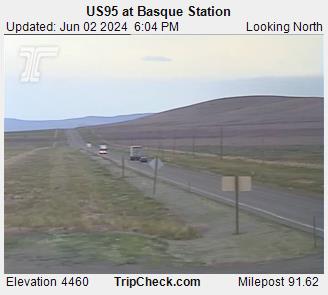 US95 at Basque Station
Updated: Jun 02 2024 6:04 PM Looking North
Elevation 4460 TripCheck.com Milepost 91.62